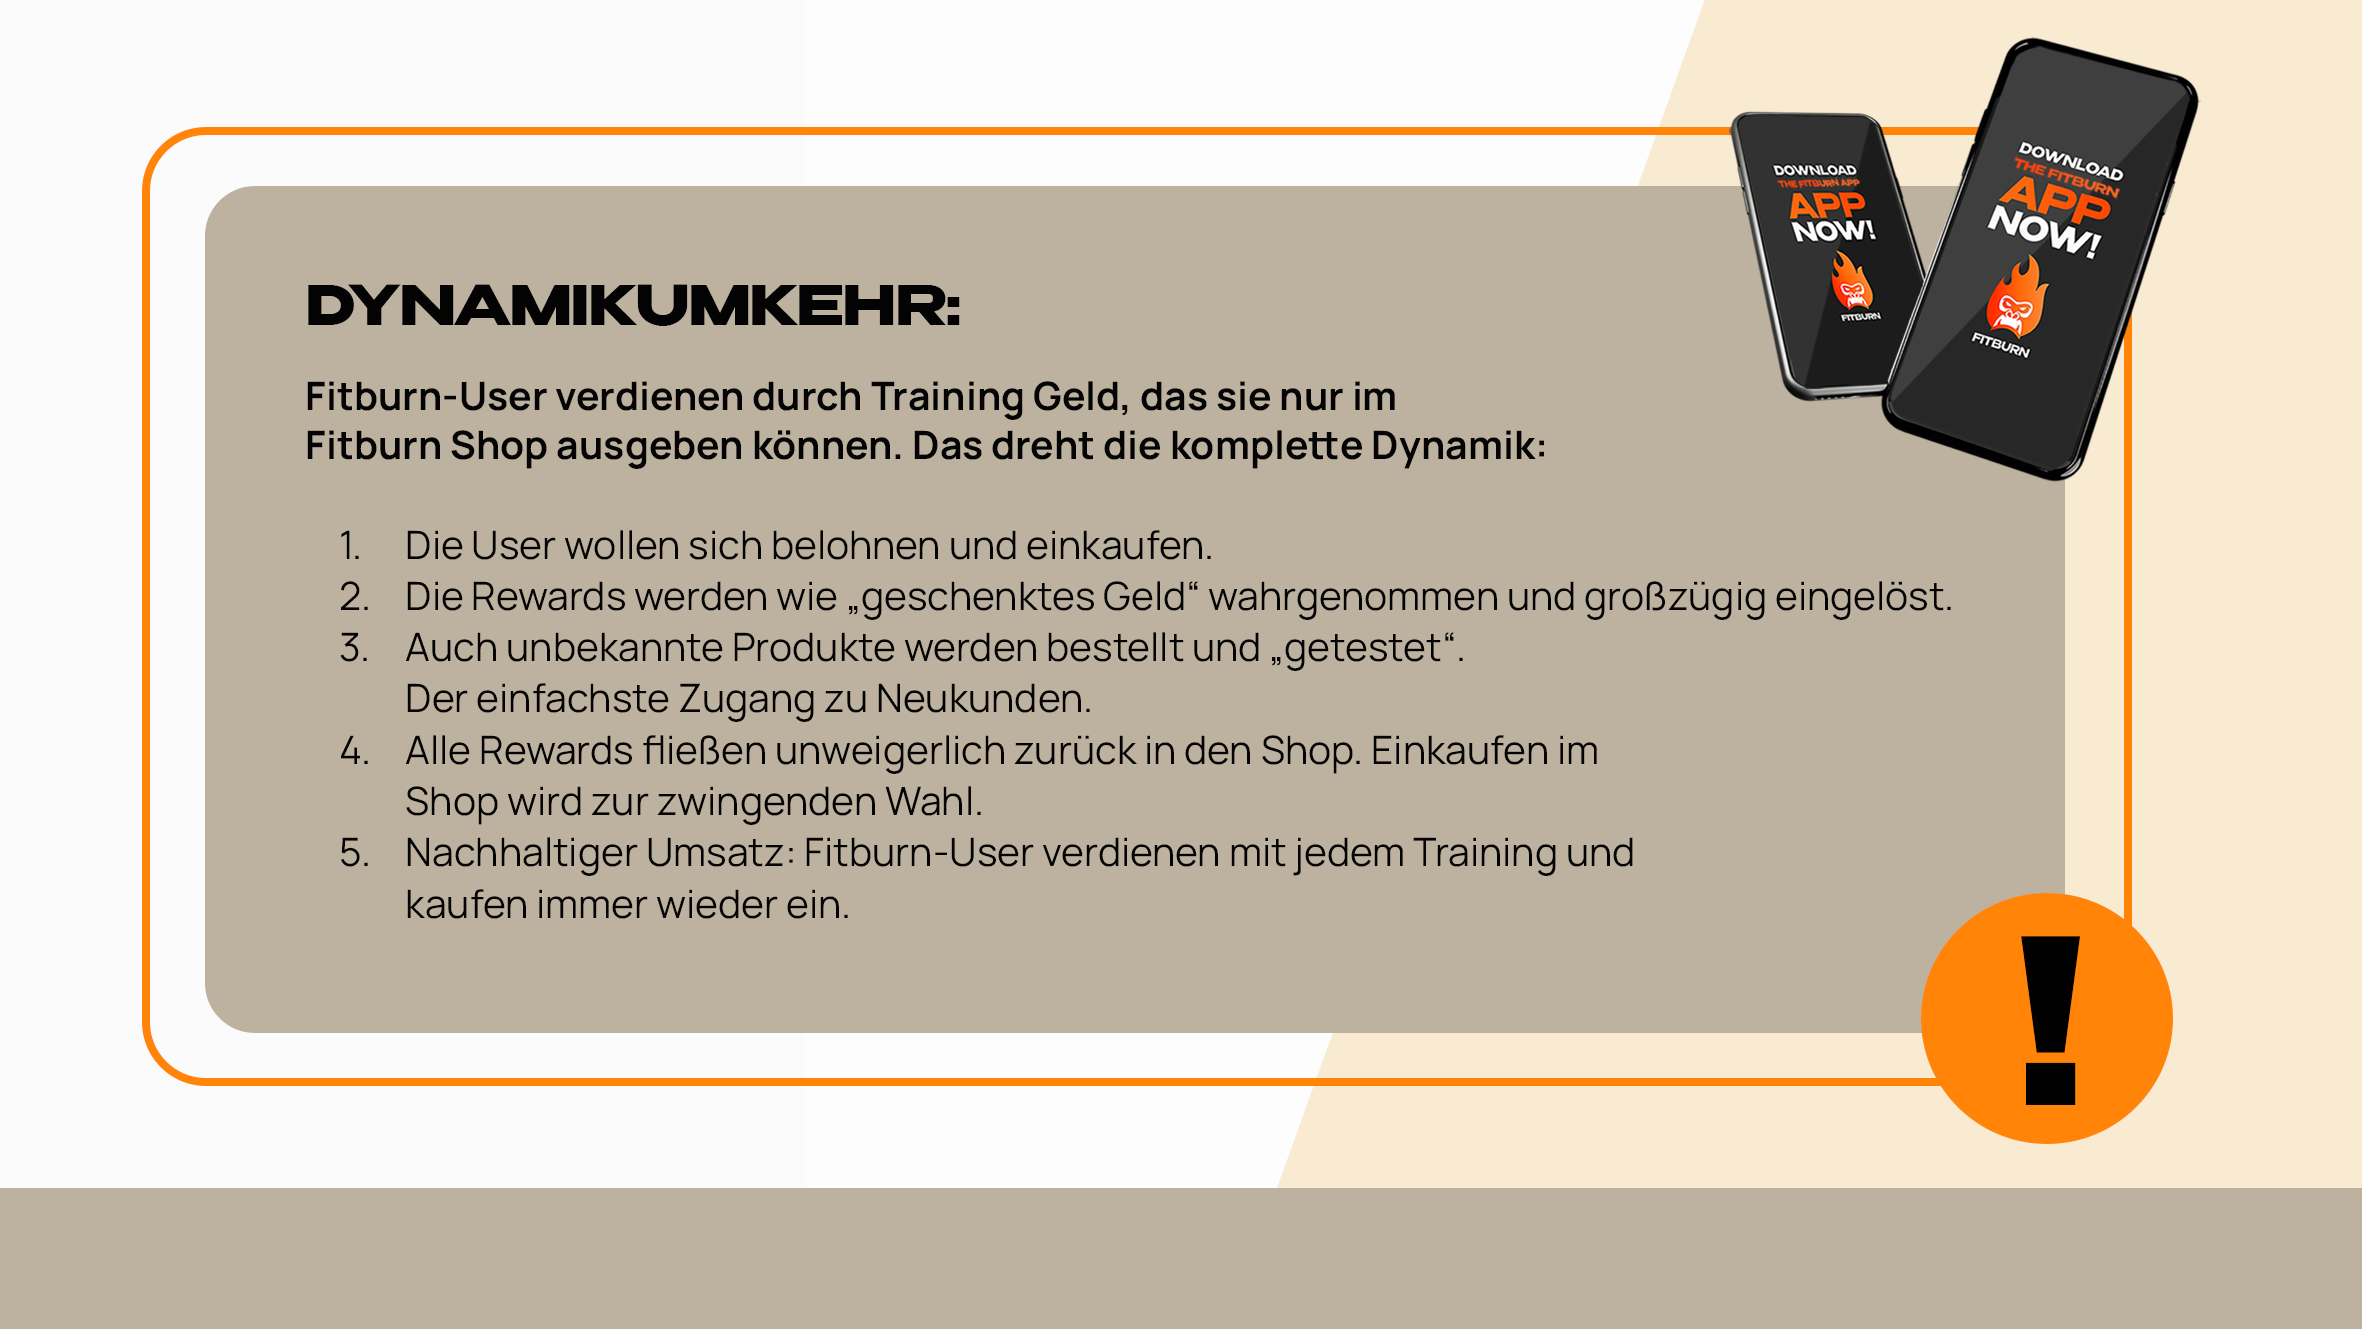 DOWNLOAD
THE FITBURN APP
APP
NOW!
FITBURN
DOWNLOAD
THE FITBURN
APP
NOW!
FITBURN
DYNAMIKUMKEHR:
Fitburn-User verdienen durch Training Geld, das sie nur im
Fitburn Shop ausgeben können. Das dreht die komplette Dynamik:
1. Die User wollen sich belohnen und einkaufen.
2. Die Rewards werden wie „geschenktes Geld“ wahrgenommen und großzügig eingelöst.
3. Auch unbekannte Produkte werden bestellt und „getestet“.
Der einfachste Zugang zu Neukunden.
4. Alle Rewards fließen unweigerlich zurück in den Shop. Einkaufen im
Shop wird zur zwingenden Wahl.
5. Nachhaltiger Umsatz: Fitburn-User verdienen mit jedem Training und
kaufen immer wieder ein.
!